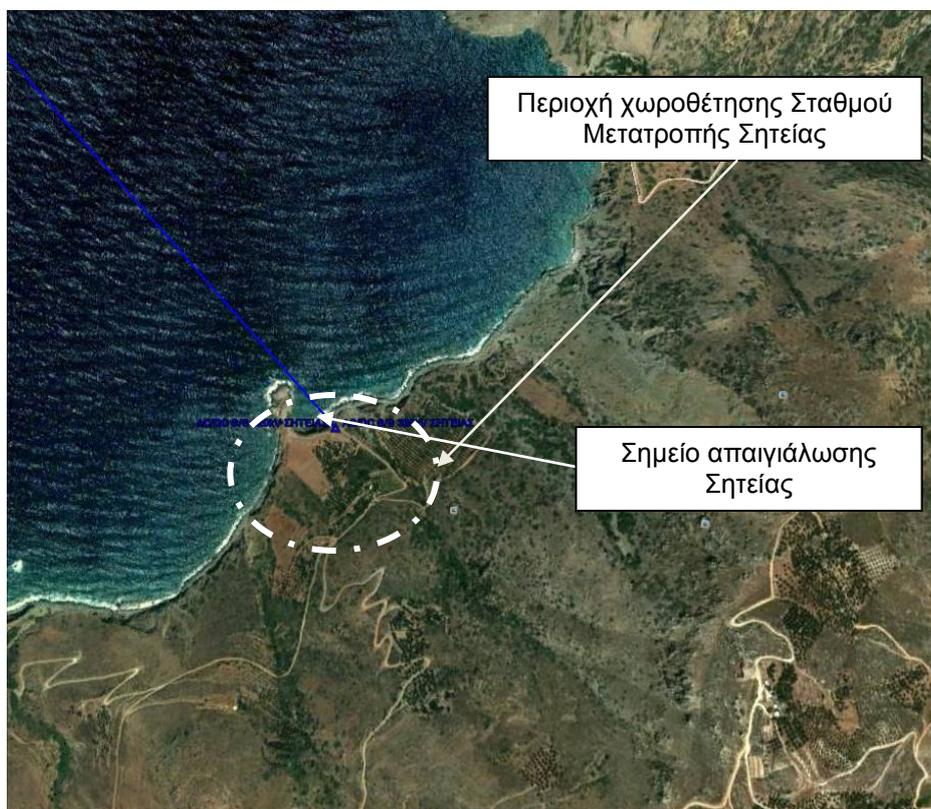 Περιοχή χωροθέτησης Σταθμού
Μετατροπής Σητείας
Σημείο απαιγιάλωσης
Σητείας